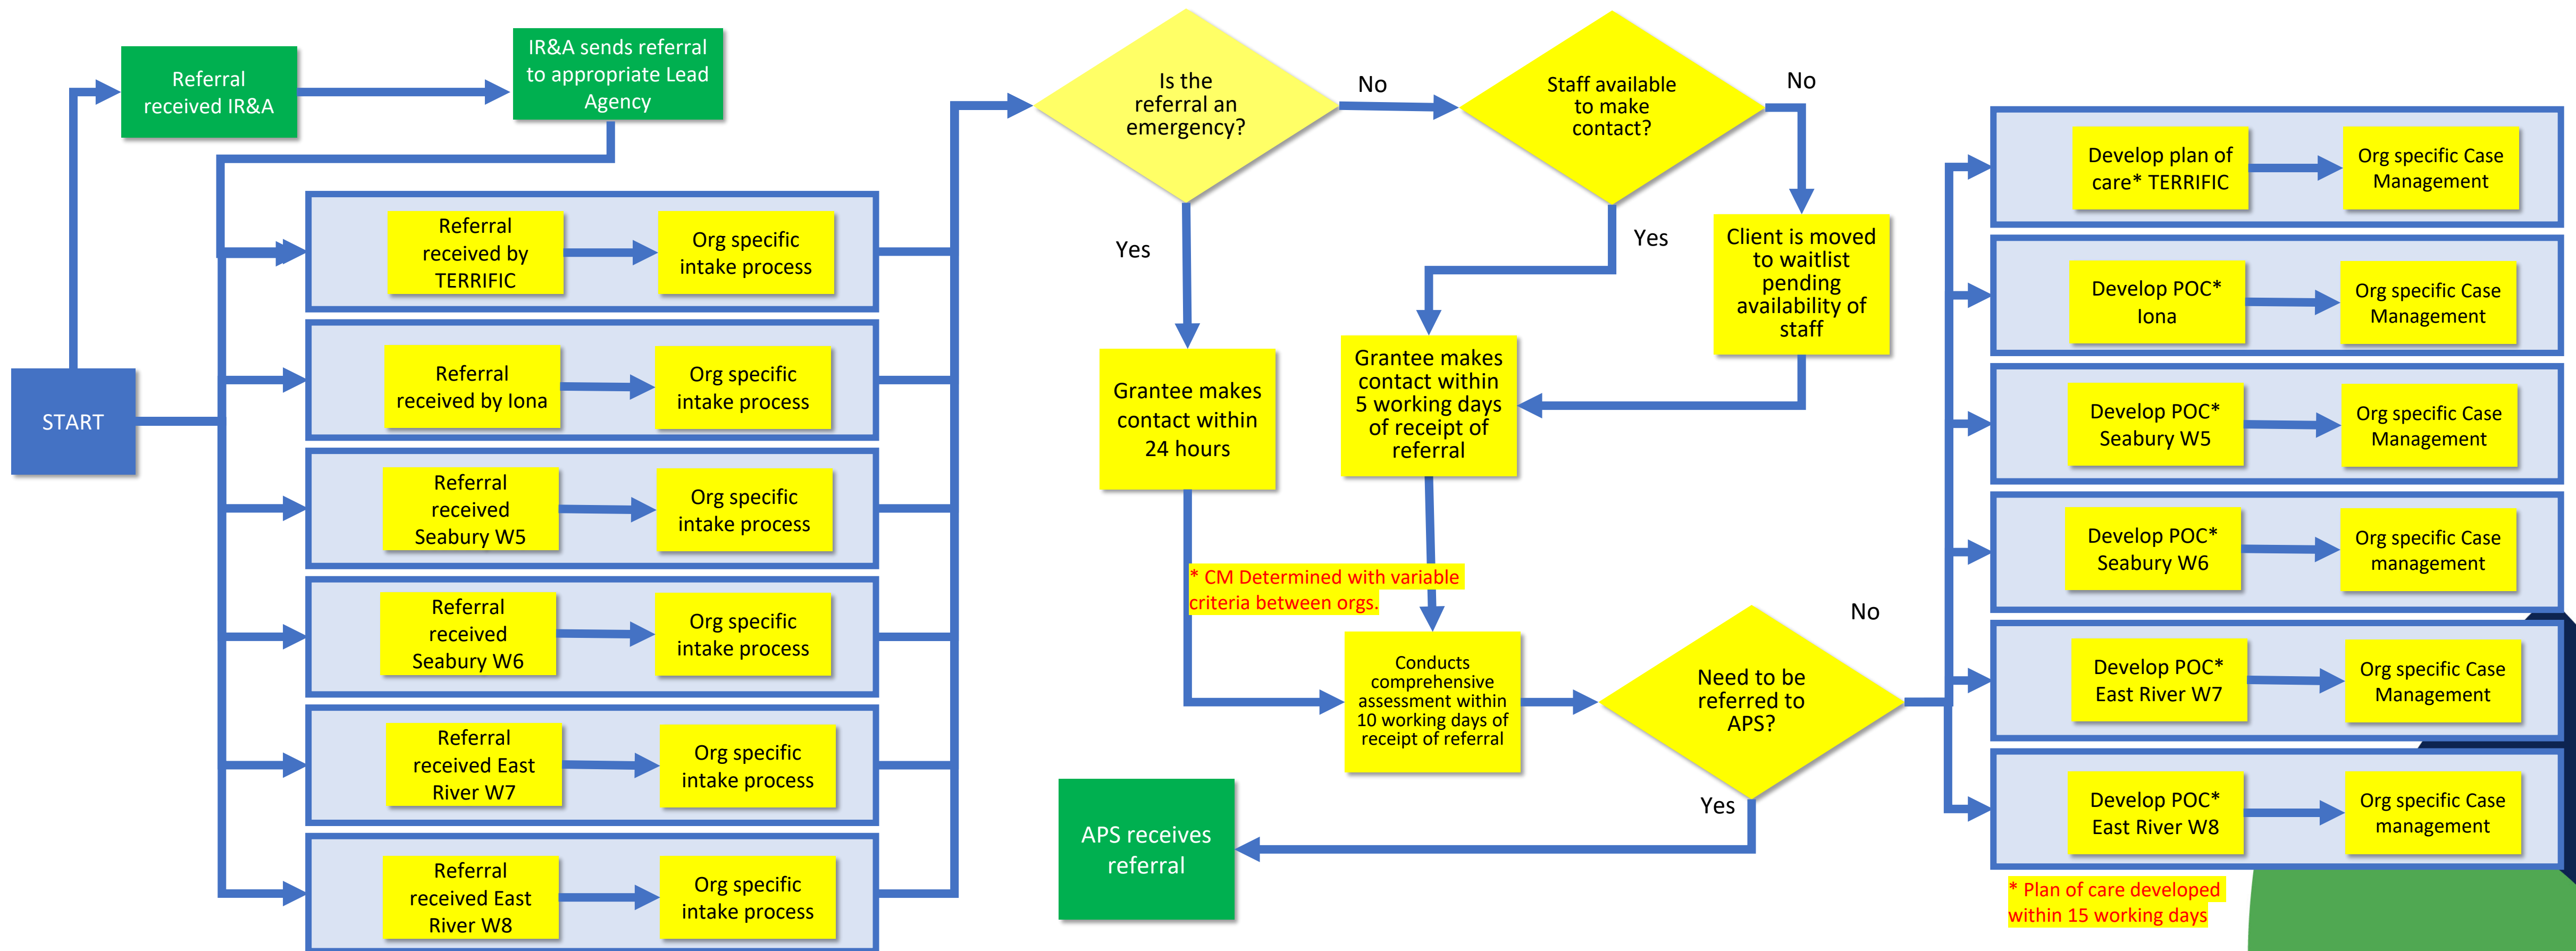 START
Referral
received IR&A
IR&A sends referral
to appropriate Lead
Agency
Referral
received by
TERRIFIC
Org specific
intake process
Referral
received by Iona
Org specific
intake process
Referral
received
Seabury W5
Org specific
intake process
Referral
received
Seabury W6
Org specific
intake process
Referral
received East
River W7
Org specific
intake process
Referral
received East
River W8
Org specific
intake process
Is the
referral an
emergency?
No
Yes
Staff available
to make
contact?
No
Yes
Client is moved
to waitlist
pending
availability of
staff
Grantee makes
contact within
24 hours
Grantee makes
contact within
5 working days
of receipt of
referral
* CM Determined with variable
criteria between orgs.
Conducts
comprehensive
assessment within
10 working days of
receipt of referral
Need to be
referred to
APS?
No
Yes
APS receives
referral
Develop plan of
care* TERRIFIC
Org specific Case
Management
Develop POC*
Iona
Org specific Case
Management
Develop POC*
Seabury W5
Org specific Case
Management
Develop POC*
Seabury W6
Org specific Case
management
Develop POC*
East River W7
Org specific Case
Management
Develop POC*
East River W8
Org specific Case
management
* Plan of care developed
within 15 working days